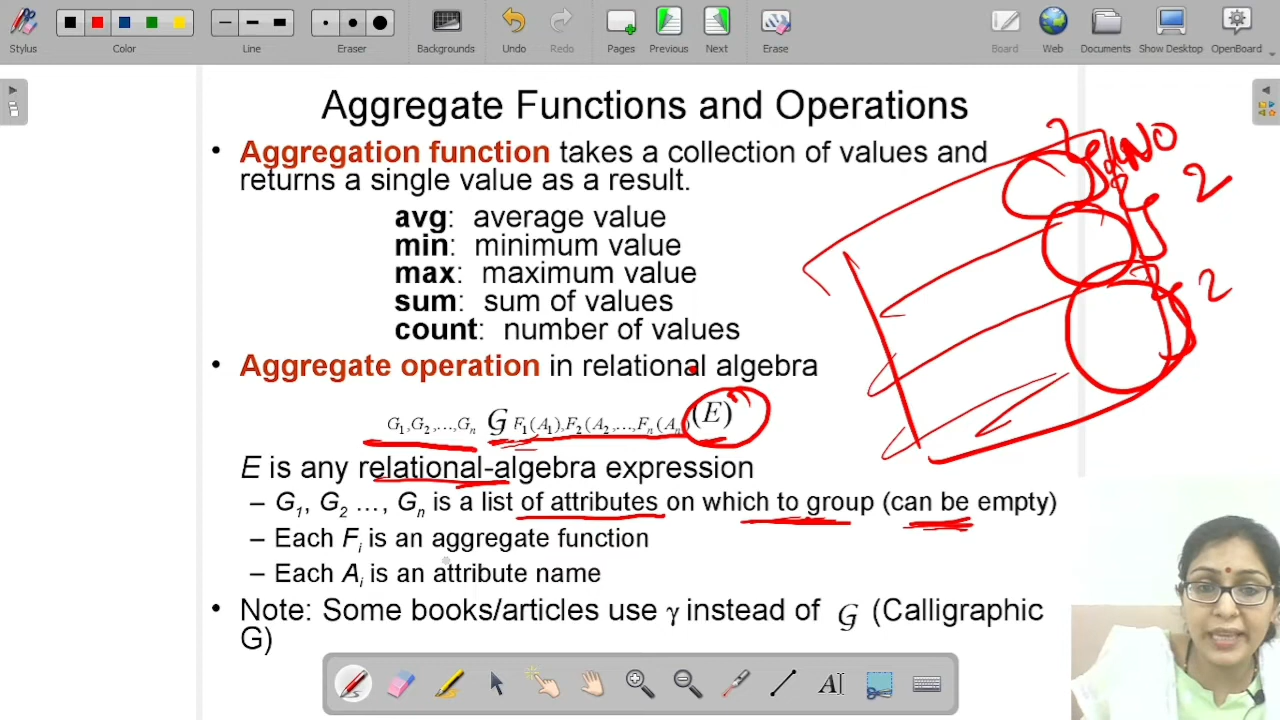 Stylus Color Line Eraser Backgrounds Undo Redo Pages Previous Next Erase Board Web Documents Show Desktop OpenBoard
Aggregate Functions and Operations
• Aggregation function takes a collection of values and
returns a single value as a result.
avg: average value
min: minimum value
max: maximum value
sum: sum of values
count: number of values
• Aggregate operation in relational algebra
G1,G2,…,Gn 𝒢 F1(A1),F2(A2,…,Fn(An) (E)
E is any relational-algebra expression
– G1, G2 …, Gn is a list of attributes on which to group (can be empty)
– Each Fi is an aggregate function
– Each Ai is an attribute name
• Note: Some books/articles use γ instead of 𝒢 (Calligraphic
G)
NO
2
2